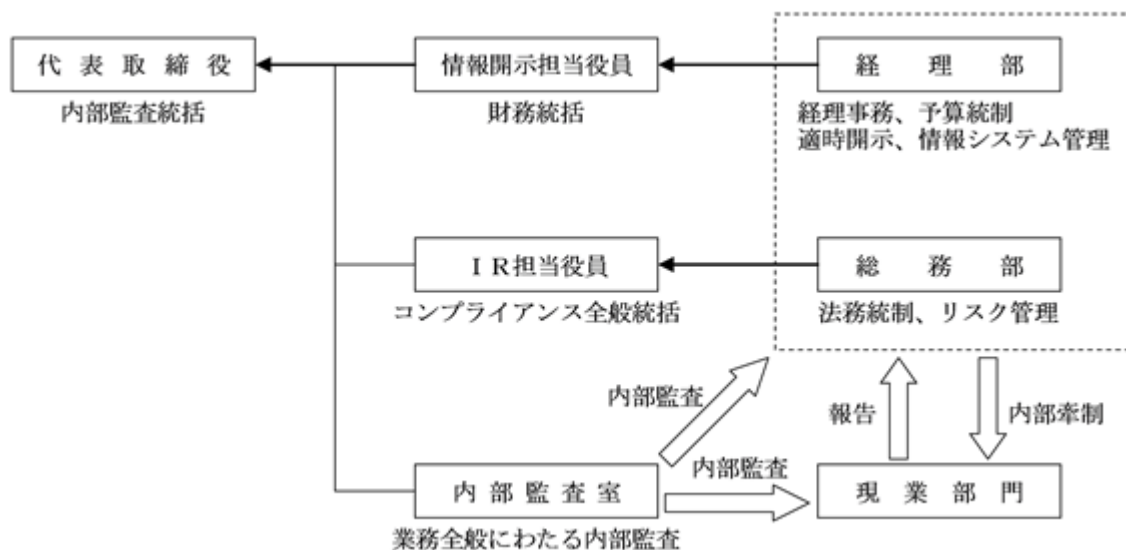 代表取締役
内部監査統括
情報開示担当役員
財務統括
経理部
経理事務、予算統制
適時開示、情報システム管理
ＩＲ担当役員
コンプライアンス全般統括
総務部
法務統制、リスク管理
内部監査
報告
内部牽制
内部監査室
業務全般にわたる内部監査
内部監査
現業部門